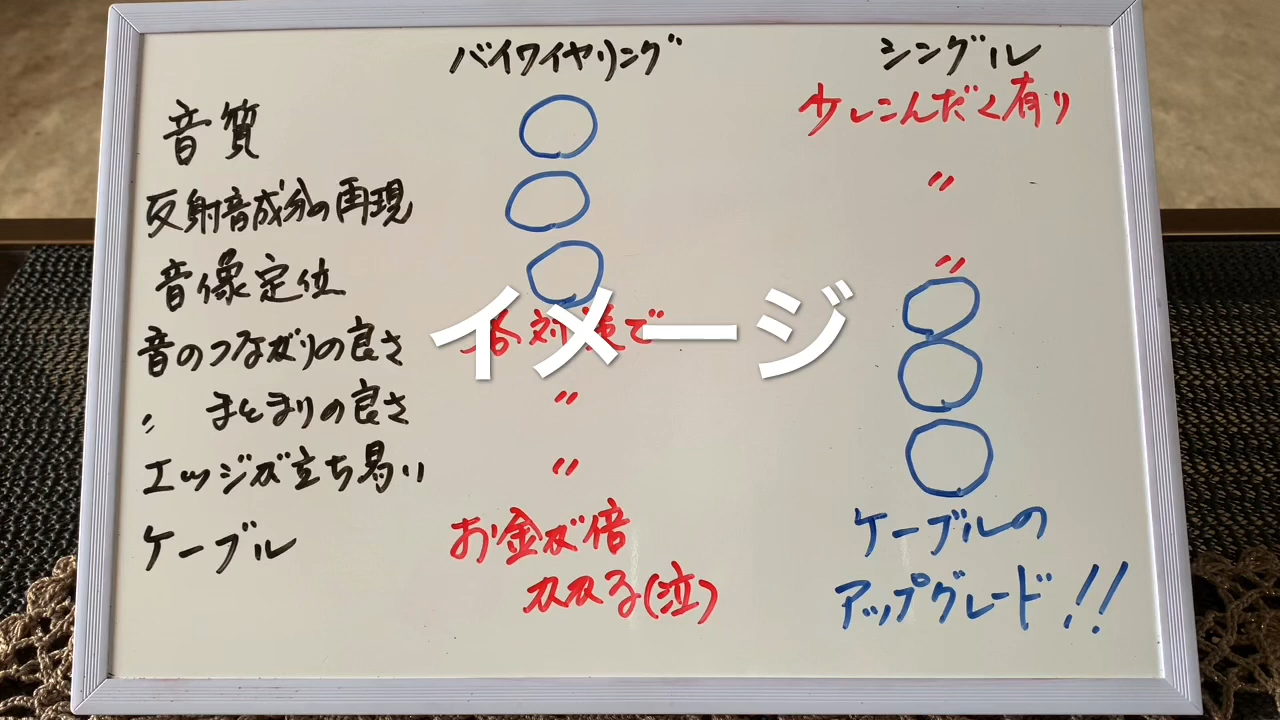 バイワイヤリング シングル
音質 ○ 少しこんだく有り
反射音成分の再現 ○ 〃
音像定位 ○ 〃
音のつながりの良さ 対策で ○
〃 まとまりの良さ 〃 ○
エッジが立ち易い 〃 ○
ケーブル お金が倍 ケーブルの
かかる(泣) アップグレード!!
イメージ